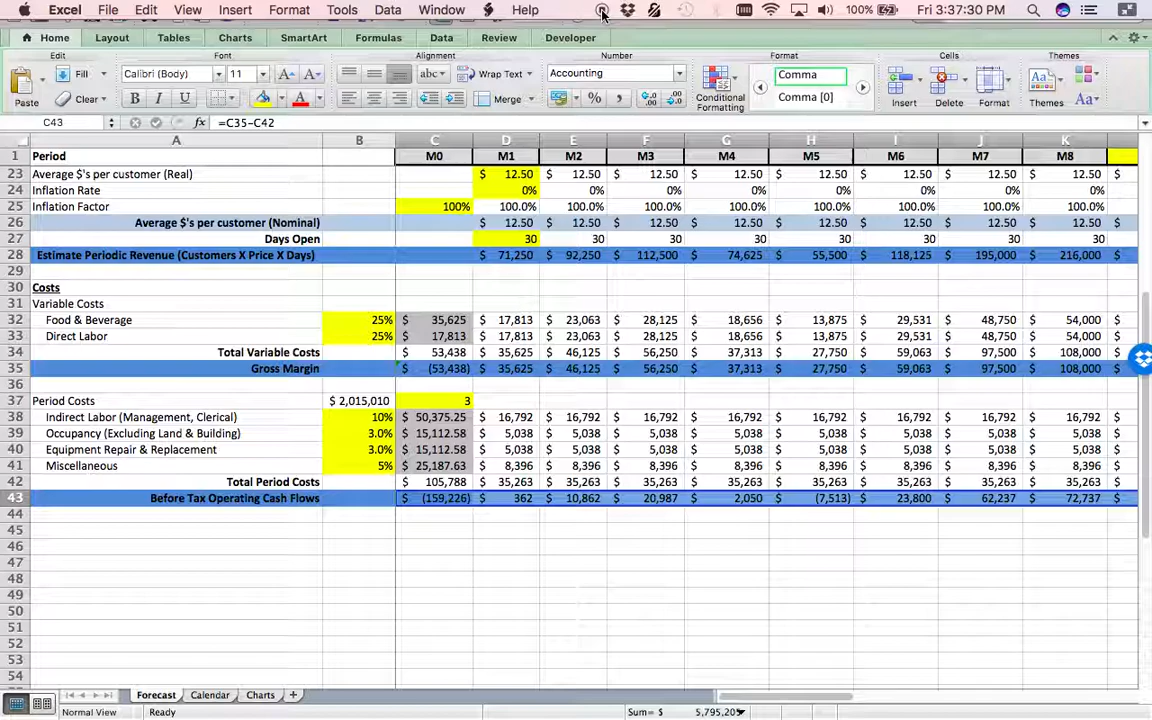 Excel File Edit View Insert Format Tools Data Window Help 100% Fri 3:37:30 PM
Home Layout Tables Charts SmartArt Formulas Data Review Developer
Edit Font Alignment Number Format Cells Themes
Paste Fill Clear Calibri (Body) 11 A A B I U A abc Wrap Text Merge Accounting % , Conditional Formatting Comma Comma [0] Insert Delete Format Themes Aa
C43 fx =C35-C42
A B C D E F G H I J K
1 Period M0 M1 M2 M3 M4 M5 M6 M7 M8
23 Average $'s per customer (Real) $ 12.50 $ 12.50 $ 12.50 $ 12.50 $ 12.50 $ 12.50 $ 12.50 $ 12.50
24 Inflation Rate 0% 0% 0% 0% 0% 0% 0% 0%
25 Inflation Factor 100% 100.0% 100.0% 100.0% 100.0% 100.0% 100.0% 100.0% 100.0%
26 Average $'s per customer (Nominal) $ 12.50 $ 12.50 $ 12.50 $ 12.50 $ 12.50 $ 12.50 $ 12.50 $ 12.50 $
27 Days Open 30 30 30 30 30 30 30 30
28 Estimate Periodic Revenue (Customers X Price X Days) $ 71,250 $ 92,250 $ 112,500 $ 74,625 $ 55,500 $ 118,125 $ 195,000 $ 216,000 $
29
30 Costs
31 Variable Costs
32 Food & Beverage 25% $ 35,625 $ 17,813 $ 23,063 $ 28,125 $ 18,656 $ 13,875 $ 29,531 $ 48,750 $ 54,000 $
33 Direct Labor 25% $ 17,813 $ 17,813 $ 23,063 $ 28,125 $ 18,656 $ 13,875 $ 29,531 $ 48,750 $ 54,000 $
34 Total Variable Costs $ 53,438 $ 35,625 $ 46,125 $ 56,250 $ 37,313 $ 27,750 $ 59,063 $ 97,500 $ 108,000 $
35 Gross Margin $ (53,438) $ 35,625 $ 46,125 $ 56,250 $ 37,313 $ 27,750 $ 59,063 $ 97,500 $ 108,000 $
36
37 Period Costs $ 2,015,010 3
38 Indirect Labor (Management, Clerical) 10% $ 50,375.25 $ 16,792 $ 16,792 $ 16,792 $ 16,792 $ 16,792 $ 16,792 $ 16,792 $ 16,792 $
39 Occupancy (Excluding Land & Building) 3.0% $ 15,112.58 $ 5,038 $ 5,038 $ 5,038 $ 5,038 $ 5,038 $ 5,038 $ 5,038 $ 5,038 $
40 Equipment Repair & Replacement 3.0% $ 15,112.58 $ 5,038 $ 5,038 $ 5,038 $ 5,038 $ 5,038 $ 5,038 $ 5,038 $ 5,038 $
41 Miscellaneous 5% $ 25,187.63 $ 8,396 $ 8,396 $ 8,396 $ 8,396 $ 8,396 $ 8,396 $ 8,396 $ 8,396 $
42 Total Period Costs $ 105,788 $ 35,263 $ 35,263 $ 35,263 $ 35,263 $ 35,263 $ 35,263 $ 35,263 $ 35,263 $
43 Before Tax Operating Cash Flows $ (159,226) $ 362 $ 10,862 $ 20,987 $ 2,050 $ (7,513) $ 23,800 $ 62,237 $ 72,737 $
44
45
46
47
48
49
50
51
52
53
54
Forecast Calendar Charts +
Normal View Ready Sum= $ 5,795,205